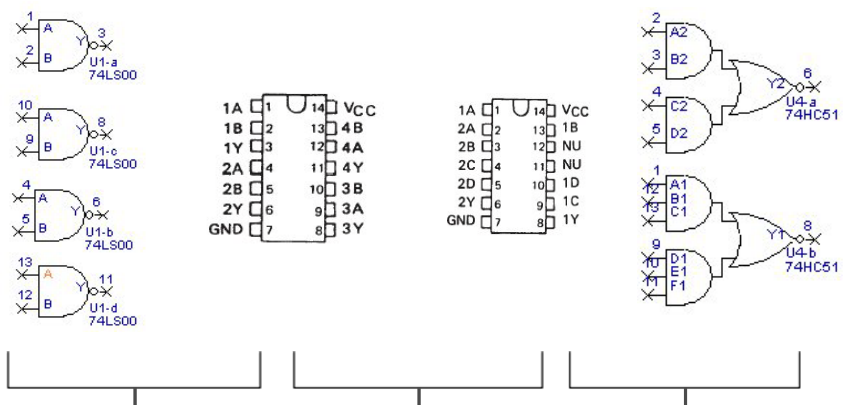 1
A
3
Y
2
B
U1-a
74LS00
10
A
8
Y
9
B
U1-c
74LS00
4
A
6
Y
5
B
U1-b
74LS00
13
A
11
Y
12
B
U1-d
74LS00
1A 1 14 VCC
1B 2 13 4B
1Y 3 12 4A
2A 4 11 4Y
2B 5 10 3B
2Y 6 9 3A
GND 7 8 3Y
1A 1 14 VCC
2A 2 13 1B
2B 3 12 NU
2C 4 11 NU
2D 5 10 1D
2Y 6 9 1C
GND 7 8 1Y
2
A2
3
B2
Y2 6
4
C2
5
D2
U4-a
74HC51
1
A1
12
B1
13
C1
Y1 8
9
D1
10
E1
11
F1
U4-b
74HC51